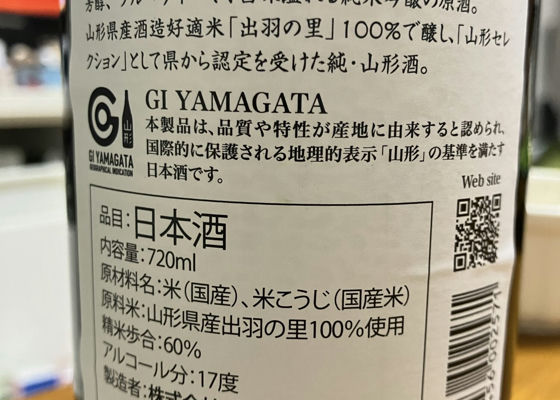 芳醇、フルーティーで
純米吟醸の原酒。
山形県産酒造好適米「出羽の里」100%で醸し、「山形セレ
クション」として県から認定を受けた純・山形酒。
GI YAMAGATA
本製品は、品質や特性が産地に由来すると認められ、
国際的に保護される地理的表示「山形」の基準を満たす
日本酒です。
山形
GI YAMAGATA
GEOGRAPHICAL INDICATION
Web site
品目:日本酒
内容量:720ml
原材料名:米(国産)、米こうじ(国産米)
原料米:山形県産出羽の里100%使用
精米歩合:60%
アルコール分:17度
製造者:株式